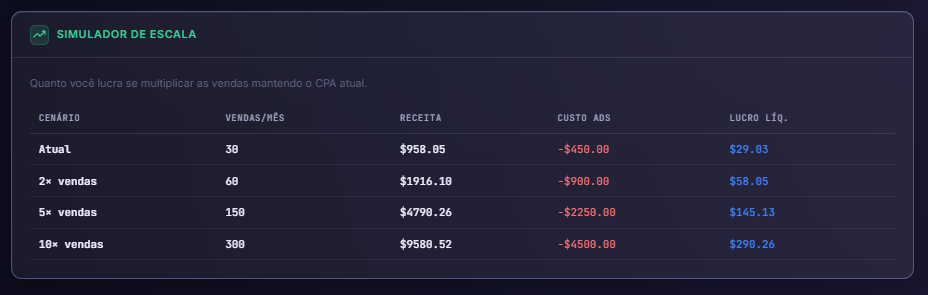 SIMULADOR DE ESCALA
Quanto você lucra se multiplicar as vendas mantendo o CPA atual.
CENÁRIO VENDAS/MÊS RECEITA CUSTO ADS LUCRO LÍQ.
Atual 30 $958.05 -$450.00 $29.03
2× vendas 60 $1916.10 -$900.00 $58.05
5× vendas 150 $4790.26 -$2250.00 $145.13
10× vendas 300 $9580.52 -$4500.00 $290.26